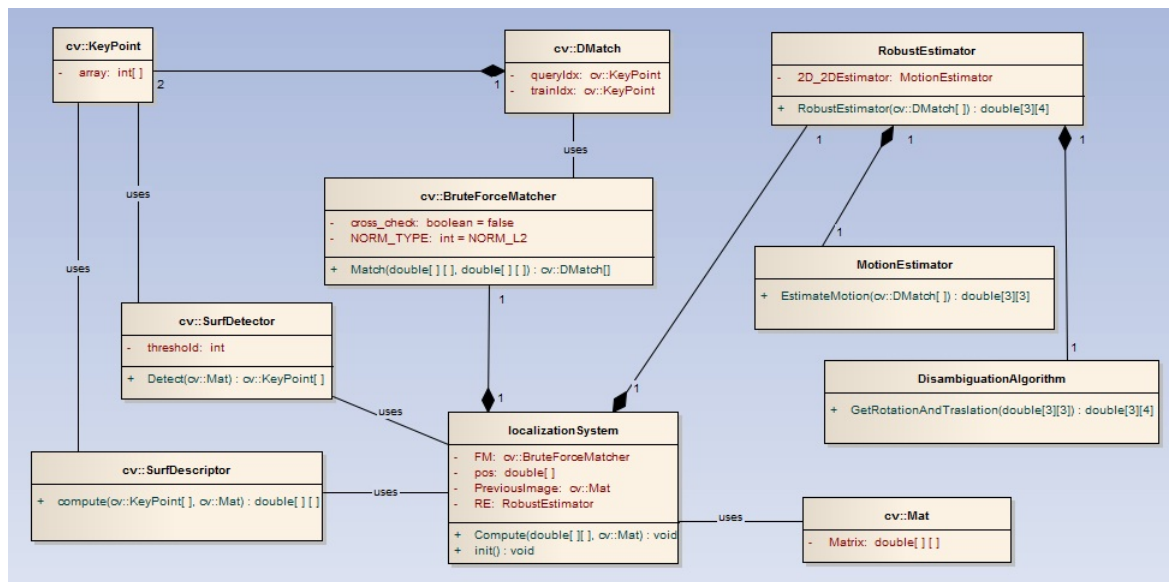 cv::KeyPoint
- array: int[ ]
2
1
cv::DMatch
- queryIdx: cv::KeyPoint
- trainIdx: cv::KeyPoint
RobustEstimator
- 2D_2DEstimator: MotionEstimator
+ RobustEstimator(cv::DMatch[ ]) : double[3][4]
1
1
1
uses
uses
uses
cv::BruteForceMatcher
- cross_check: boolean = false
- NORM_TYPE: int = NORM_L2
+ Match(double[ ] [ ], double[ ] [ ]) : cv::DMatch[]
1
1
MotionEstimator
+ EstimateMotion(cv::DMatch[ ]) : double[3][3]
cv::SurfDetector
- threshold: int
+ Detect(cv::Mat) : cv::KeyPoint[ ]
1
DisambiguationAlgorithm
+ GetRotationAndTraslation(double[3][3]) : double[3][4]
uses
1
1
localizationSystem
- FM: cv::BruteForceMatcher
- pos: double[ ]
- PreviousImage: cv::Mat
- RE: RobustEstimator
+ Compute(double[ ][ ], cv::Mat) : void
+ init() : void
cv::SurfDescriptor
+ compute(cv::KeyPoint[ ], cv::Mat) : double[ ] [ ]
uses
uses
cv::Mat
- Matrix: double[ ] [ ]